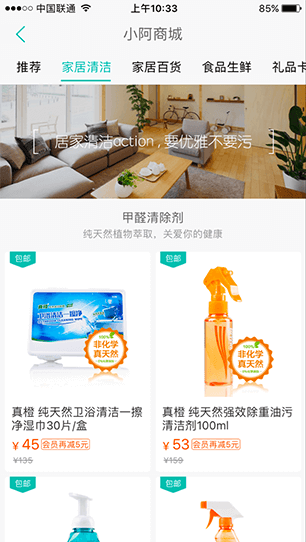 中国联通 上午10:33 89%
小阿商城
推荐 家居清洁 家居百货 食品生鲜 礼品卡
居家清洁action , 要优雅不要污
甲醛清除剂
纯天然植物萃取，关爱你的健康
包邮
100%
非化学
真天然
真橙 纯天然卫浴清洁一擦
净湿巾30片/盒
¥ 45 会员再减5元
¥135
包邮
100%
非化学
真天然
真橙 纯天然强效除重油污
清洁剂100ml
¥ 53 会员再减5元
¥159
包邮
包邮